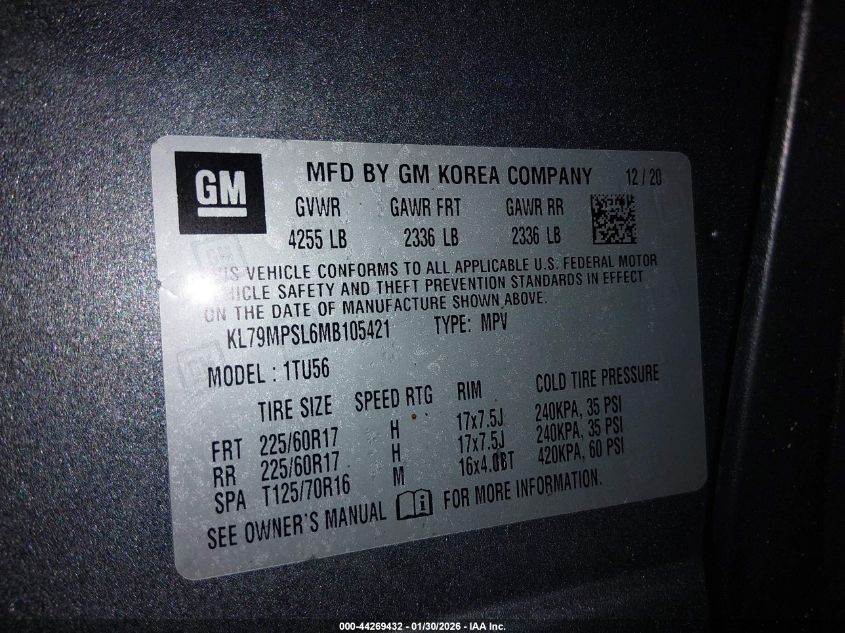 GM
MFD BY GM KOREA COMPANY 12 / 20
GVWR GAWR FRT GAWR RR
4255 LB 2336 LB 2336 LB
THIS VEHICLE CONFORMS TO ALL APPLICABLE U.S. FEDERAL MOTOR
VEHICLE SAFETY AND THEFT PREVENTION STANDARDS IN EFFECT
ON THE DATE OF MANUFACTURE SHOWN ABOVE.
KL79MPSL6MB105421 TYPE: MPV
MODEL : 1TU56
TIRE SIZE SPEED RTG RIM COLD TIRE PRESSURE
FRT 225/60R17 H 17x7.5J 240KPA, 35 PSI
RR 225/60R17 H 17x7.5J 240KPA, 35 PSI
SPA T125/70R16 M 16x4.0BT 420KPA, 60 PSI
SEE OWNER'S MANUAL FOR MORE INFORMATION.
000-44269432 - 01/30/2026 - IAA Inc.